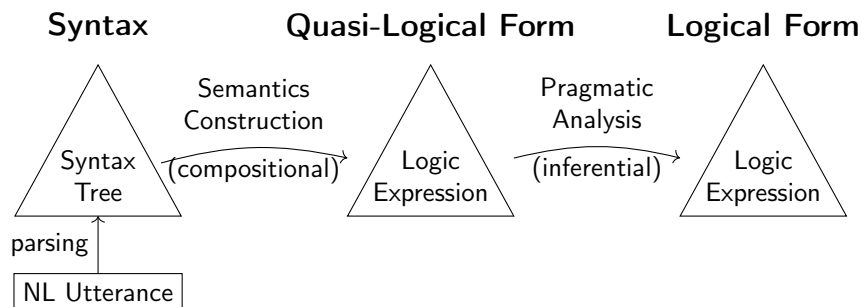 Syntax
Quasi-Logical Form
Logical Form
Semantics
Construction
(compositional)
Pragmatic
Analysis
(inferential)
Syntax
Tree
Logic
Expression
Logic
Expression
parsing
NL Utterance